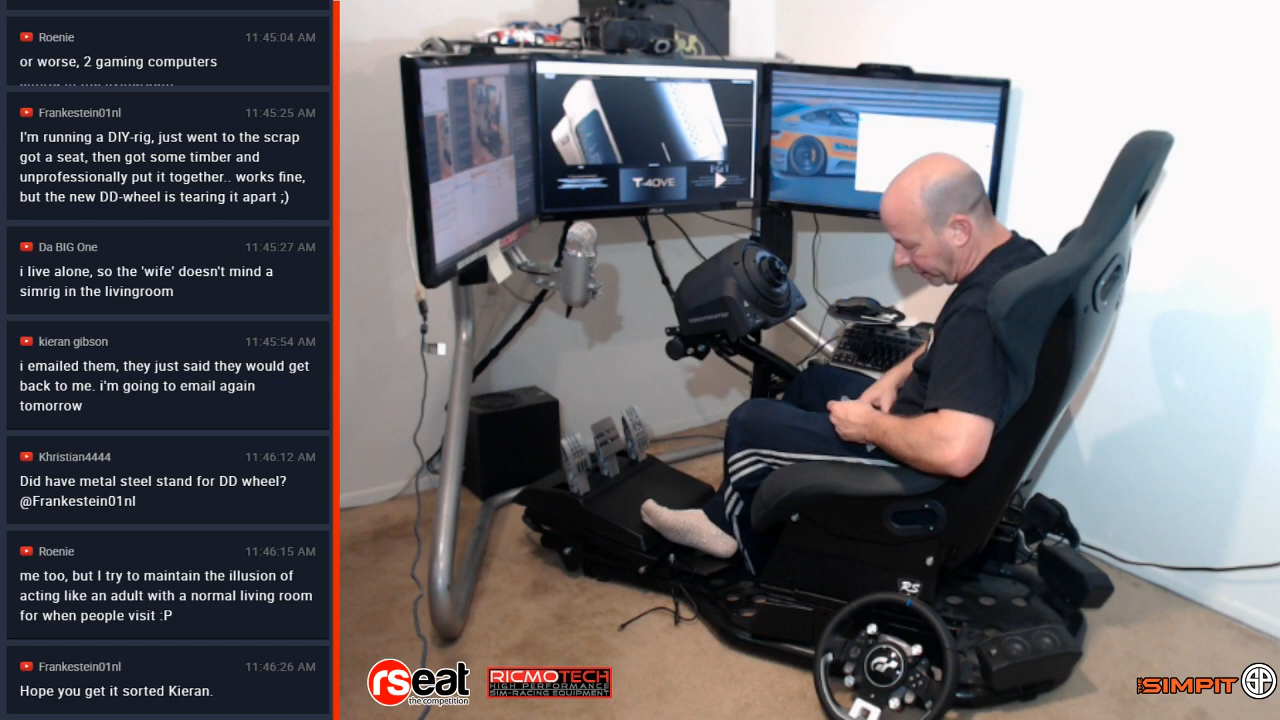 Roenie 11:45:04 AM
or worse, 2 gaming computers
Frankestein01nl 11:45:25 AM
I'm running a DIY-rig, just went to the scrap
got a seat, then got some timber and
unprofessionally put it together.. works fine,
but the new DD-wheel is tearing it apart ;)
Da BIG One 11:45:27 AM
i live alone, so the 'wife' doesn't mind a
simrig in the livingroom
kieran gibson 11:45:54 AM
i emailed them, they just said they would get
back to me. i'm going to email again
tomorrow
Khristian4444 11:46:12 AM
Did have metal steel stand for DD wheel?
@Frankestein01nl
Roenie 11:46:15 AM
me too, but I try to maintain the illusion of
acting like an adult with a normal living room
for when people visit :P
Frankestein01nl 11:46:26 AM
Hope you get it sorted Kieran.
RS
GT
rseat
the competition
RICMOTECH
HIGH PERFORMANCE
SIM-RACING EQUIPMENT
SIMPIT